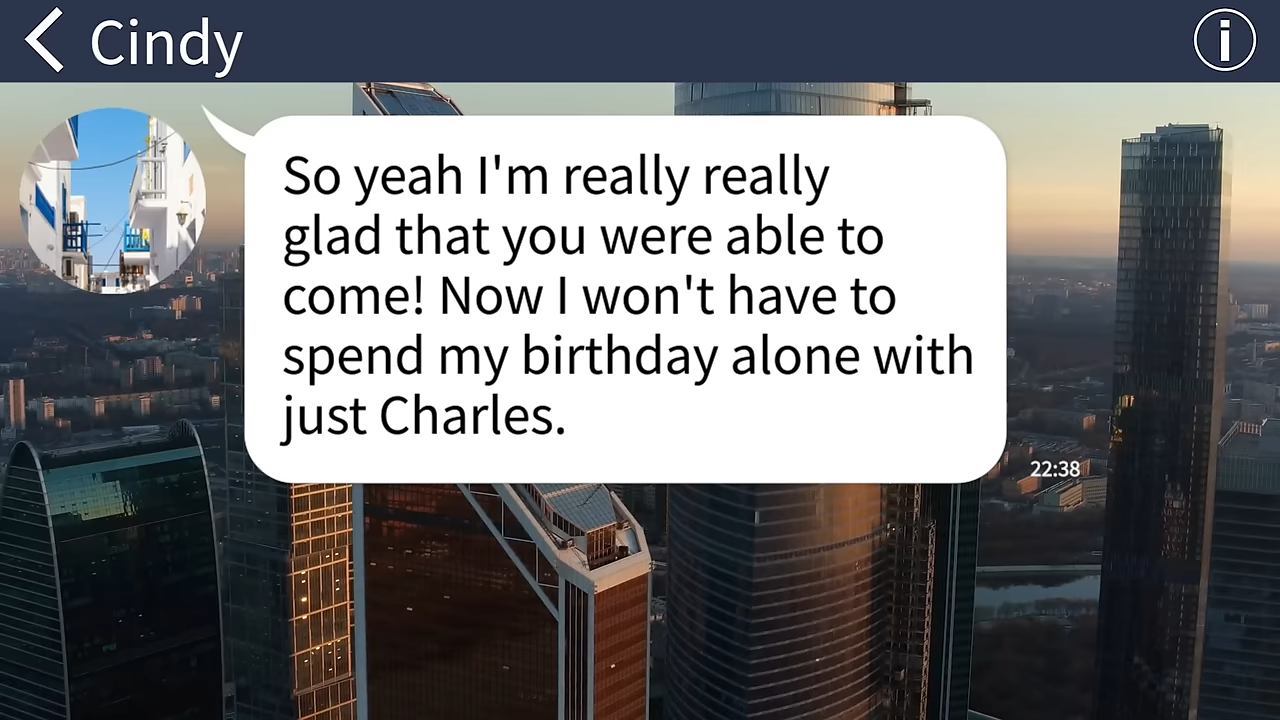 Cindy
So yeah I'm really really
glad that you were able to
come! Now I won't have to
spend my birthday alone with
just Charles.
22:38